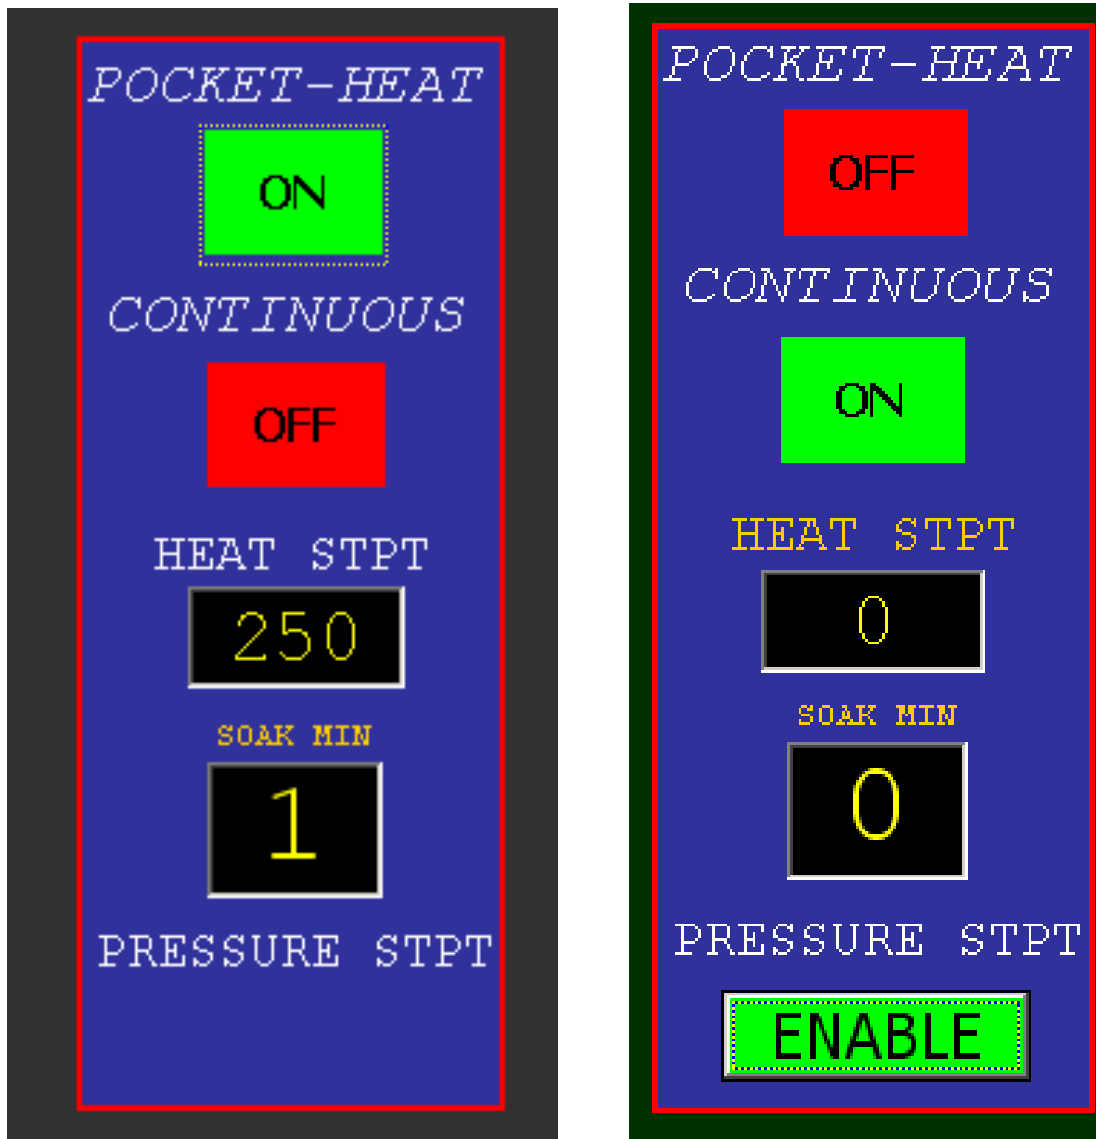 POCKET-HEAT
ON
CONTINUOUS
OFF
HEAT STPT
250
SOAK MIN
1
PRESSURE STPT
POCKET-HEAT
OFF
CONTINUOUS
ON
HEAT STPT
0
SOAK MIN
0
PRESSURE STPT
ENABLE